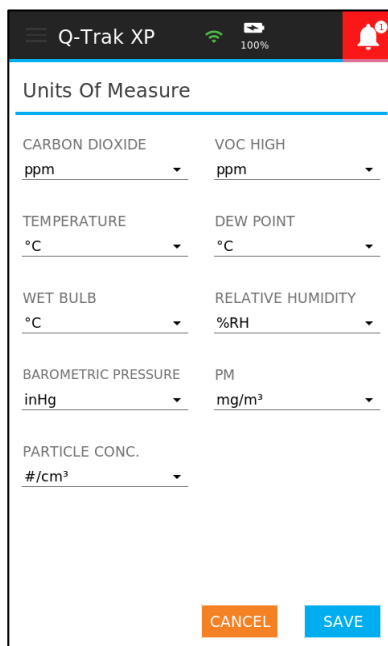 Q-Trak XP
100%
1
Units Of Measure
CARBON DIOXIDE
ppm
VOC HIGH
ppm
TEMPERATURE
°C
DEW POINT
°C
WET BULB
°C
RELATIVE HUMIDITY
%RH
BAROMETRIC PRESSURE
inHg
PM
mg/m³
PARTICLE CONC.
#/cm³
CANCEL
SAVE